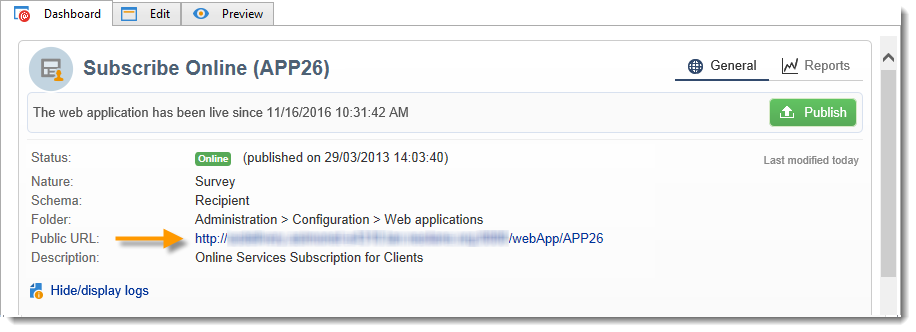 Dashboard Edit Preview
Subscribe Online (APP26) General Reports
The web application has been live since 11/16/2016 10:31:42 AM Publish
Status: Online (published on 29/03/2013 14:03:40) Last modified today
Nature: Survey
Schema: Recipient
Folder: Administration > Configuration > Web applications
Public URL: http:// /webApp/APP26
Description: Online Services Subscription for Clients
Hide/display logs